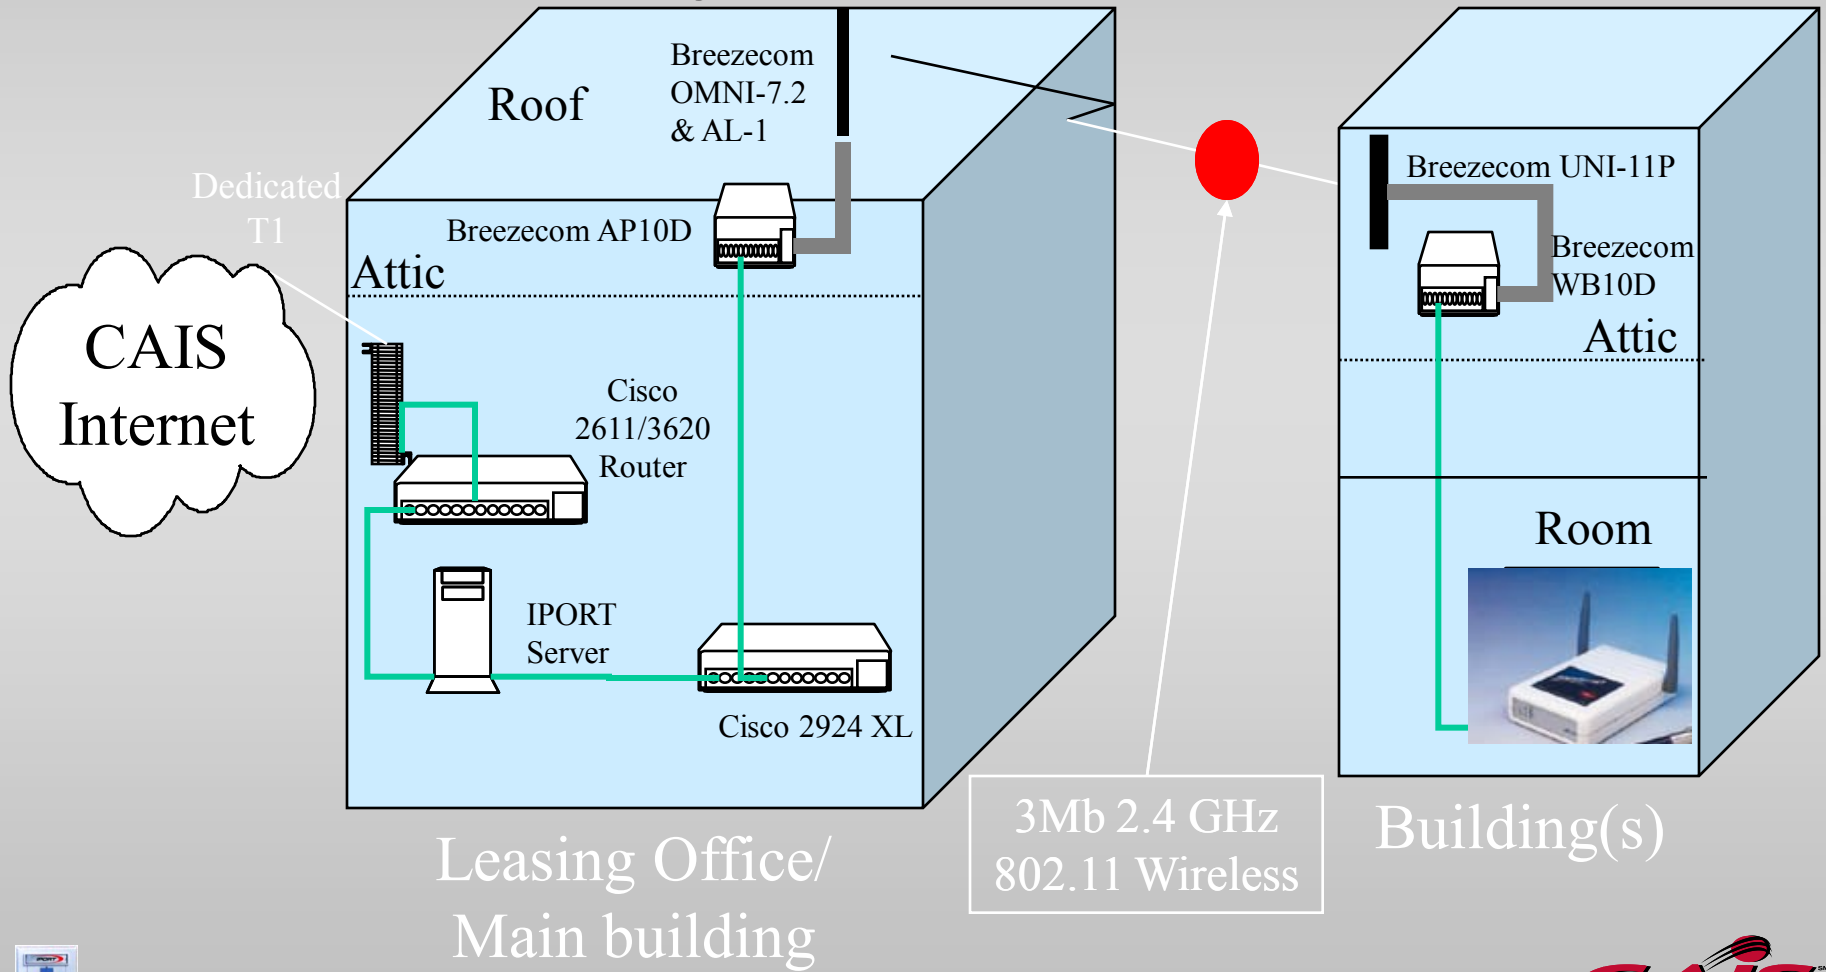 Roof
Breezecom
OMNI-7.2
& AL-1
Dedicated
T1
Breezecom AP10D
Attic
CAIS
Internet
Cisco
2611/3620
Router
IPORT
Server
Cisco 2924 XL
Leasing Office/
Main building
3Mb 2.4 GHz
802.11 Wireless
Breezecom UNI-11P
Breezecom
WB10D
Attic
Room
Building(s)
IPORT